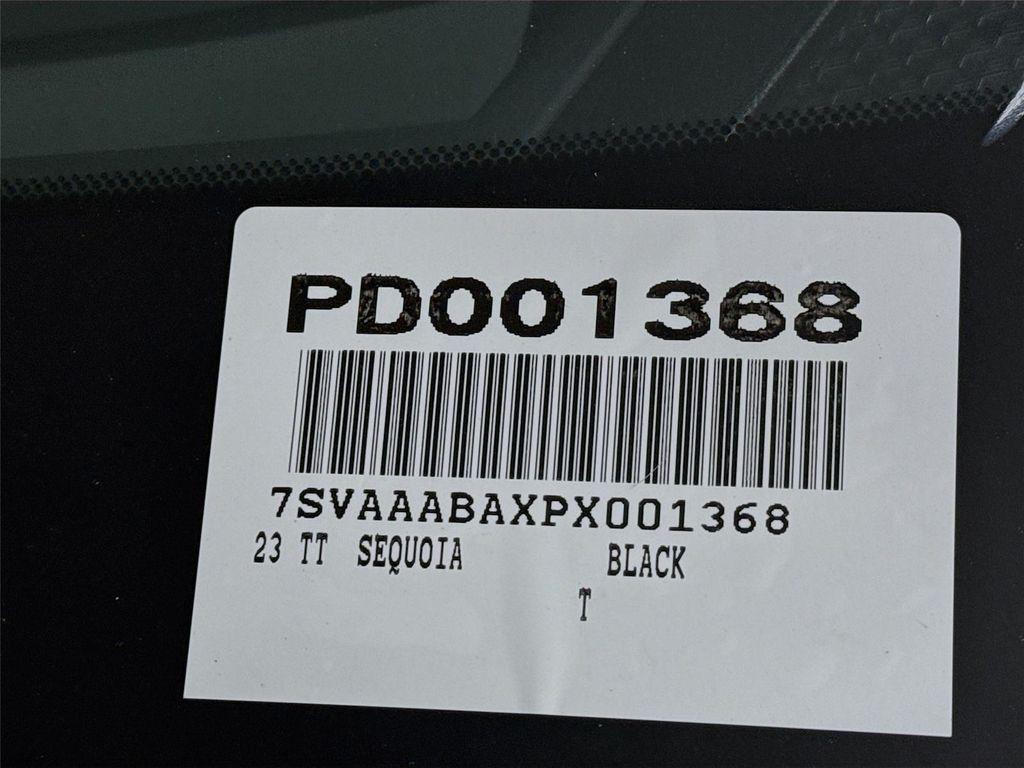 PD001368
7SVAAABAXPX001368
23 TT SEQUOIA BLACK
T